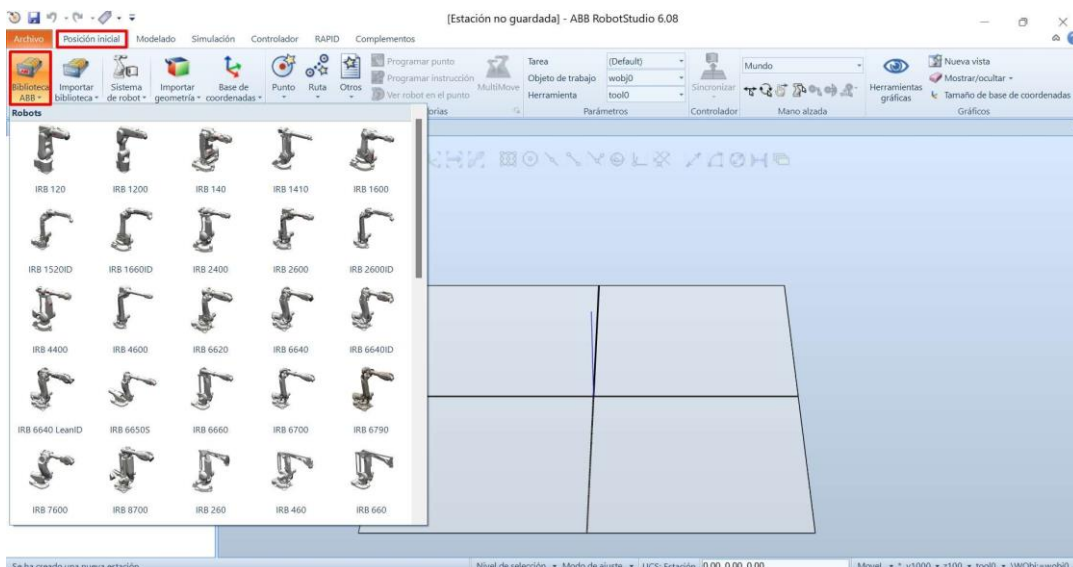 [Estación no guardada] - ABB RobotStudio 6.08
Archivo Posición inicial Modelado Simulación Controlador RAPID Complementos
Biblioteca ABB
Importar biblioteca
Sistema de robot
Importar geometría
Base de coordenadas
Punto
Ruta
Otros
Programar punto
Programar instrucción
Ver robot en el punto
MultiMove
Tarea (Default)
Objeto de trabajo wobj0
Herramienta tool0
Sincronizar
Mundo
Herramientas gráficas
Nueva vista
Mostrar/ocultar
Tamaño de base de coordenadas
orias Parámetros Controlador Mano alzada Gráficos
Robots
IRB 120 IRB 1200 IRB 140 IRB 1410 IRB 1600
IRB 1520ID IRB 1660ID IRB 2400 IRB 2600 IRB 2600ID
IRB 4400 IRB 4600 IRB 6620 IRB 6640 IRB 6640ID
IRB 6640 LeanID IRB 6650S IRB 6660 IRB 6700 IRB 6790
IRB 7600 IRB 8700 IRB 260 IRB 460 IRB 660
Se ha creado una nueva estación Nivel de selección Modo de ajuste UCS: Estación 0.00 0.00 0.00 MoveL * v1000 z100 tool0 \WObj:=wobj0